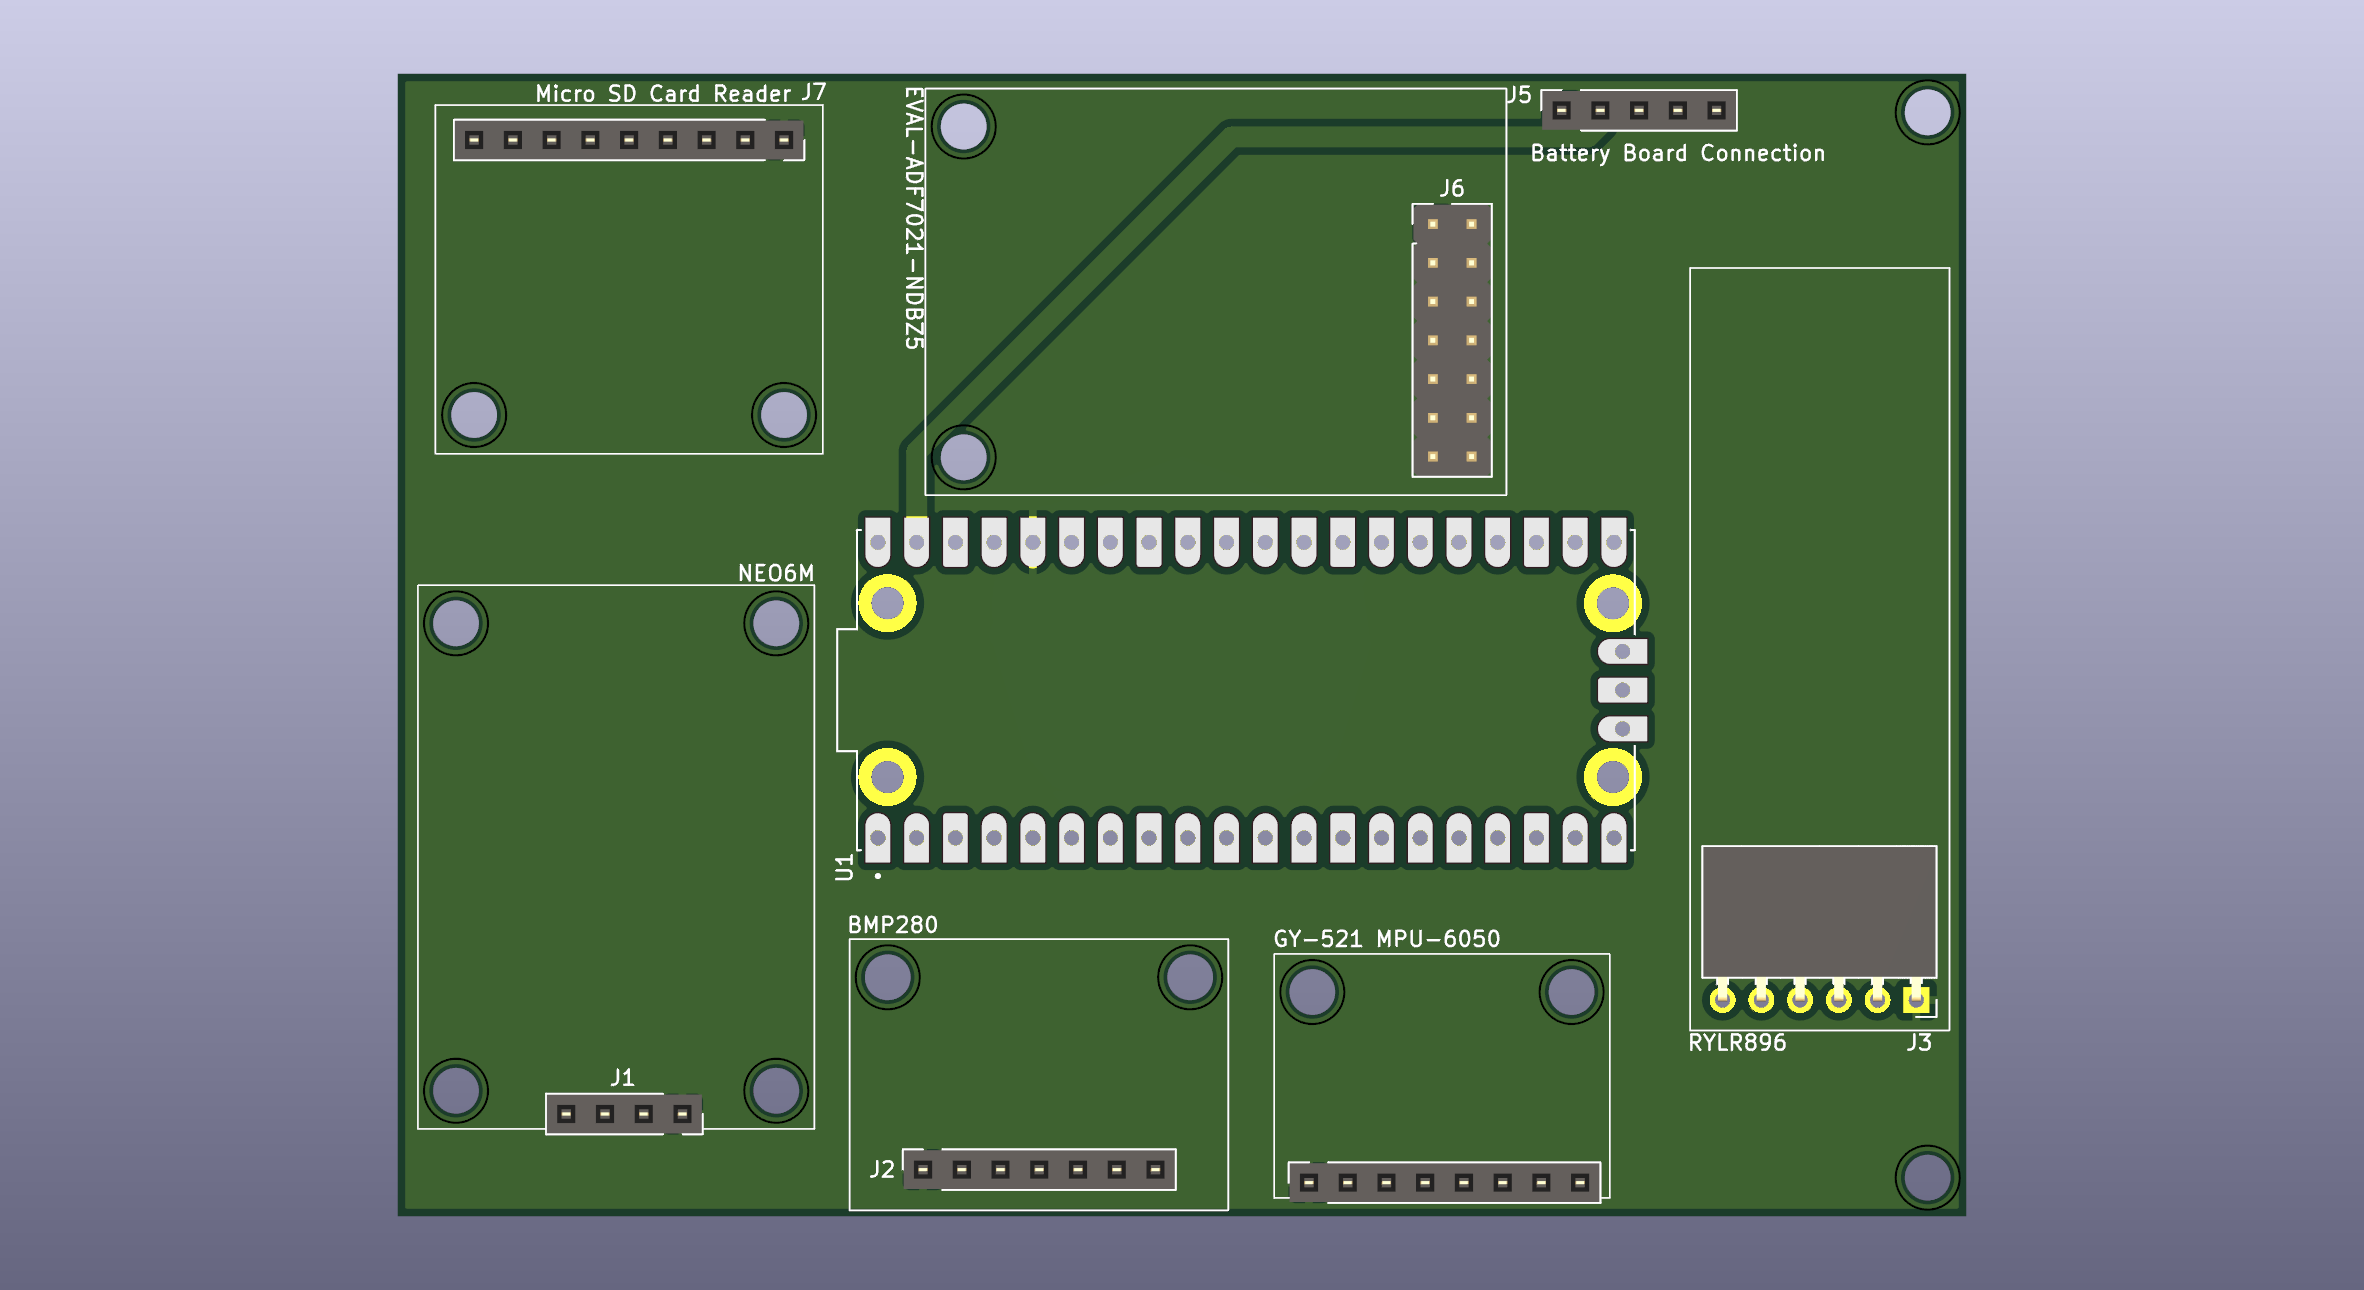 Micro SD Card Reader
J7
EVAL-ADF7021-NDBZ5
J5
Battery Board Connection
J6
NEO6M
J1
U1
BMP280
J2
GY-521 MPU-6050
RYLR896
J3